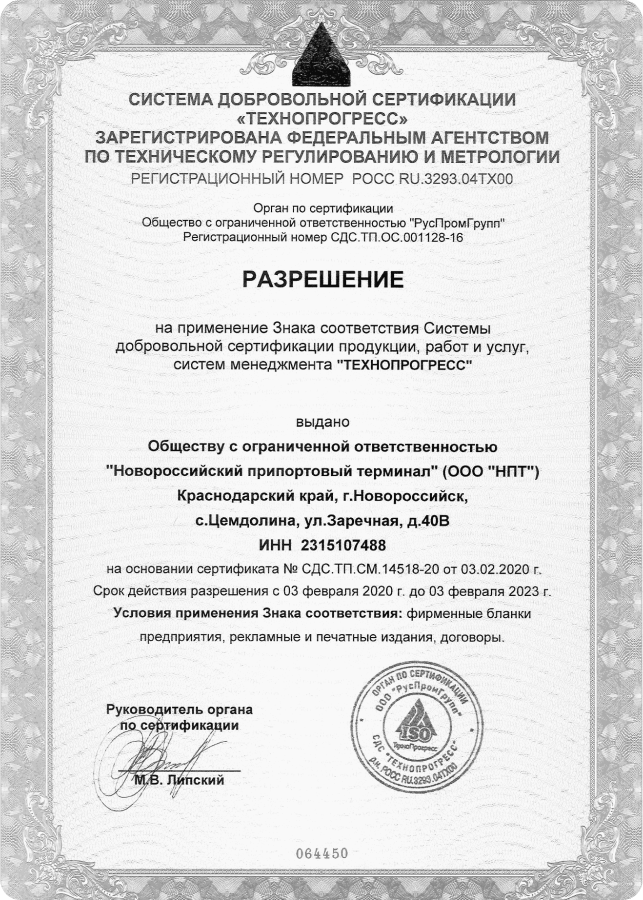 СИСТЕМА ДОБРОВОЛЬНОЙ СЕРТИФИКАЦИИ
«ТЕХНОПРОГРЕСС»
ЗАРЕГИСТРИРОВАНА ФЕДЕРАЛЬНЫМ АГЕНТСТВОМ
ПО ТЕХНИЧЕСКОМУ РЕГУЛИРОВАНИЮ И МЕТРОЛОГИИ
РЕГИСТРАЦИОННЫЙ НОМЕР РОСС RU.3293.04ТХ00
Орган по сертификации
Общество с ограниченной ответственностью "РусПромГрупп"
Регистрационный номер СДС.ТП.ОС.001128-16
РАЗРЕШЕНИЕ
на применение Знака соответствия Системы
добровольной сертификации продукции, работ и услуг,
систем менеджмента "ТЕХНОПРОГРЕСС"
выдано
Обществу с ограниченной ответственностью
"Новороссийский припортовый терминал" (ООО "НПТ")
Краснодарский край, г.Новороссийск,
с.Цемдолина, ул.Заречная, д.40В
ИНН 2315107488
на основании сертификата № СДС.ТП.СМ.14518-20 от 03.02.2020 г.
Срок действия разрешения с 03 февраля 2020 г. до 03 февраля 2023 г.
Условия применения Знака соответствия: фирменные бланки
предприятия, рекламные и печатные издания, договоры.
Руководитель органа
по сертификации
М.В. Липский
ОРГАН ПО СЕРТИФИКАЦИИ
ООО "РусПромГрупп"
ISO
ТехноПрогресс
СДС "ТЕХНОПРОГРЕСС"
р.н. РОСС RU.3293.04ТХ00
064450